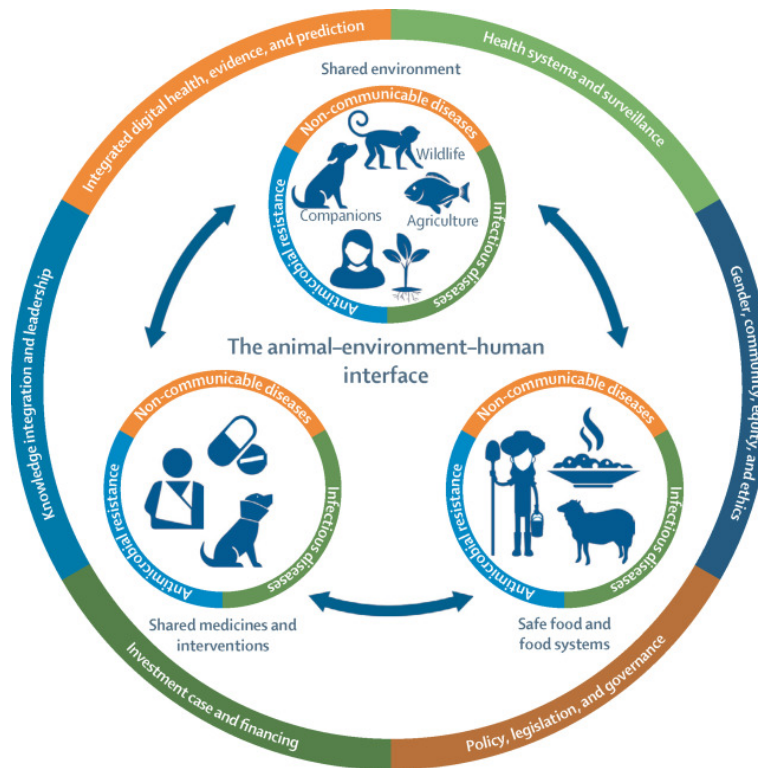 Integrated digital health, evidence, and prediction
Health systems and surveillance
Shared environment
Non-communicable diseases
Wildlife
Companions
Agriculture
Antimicrobial resistance
Infectious diseases
Knowledge integration and leadership
Gender, community, equity, and ethics
The animal–environment–human
interface
Non-communicable diseases
Antimicrobial resistance
Infectious diseases
Non-communicable diseases
Antimicrobial resistance
Infectious diseases
Shared medicines and
interventions
Safe food and
food systems
Investment case and financing
Policy, legislation, and governance